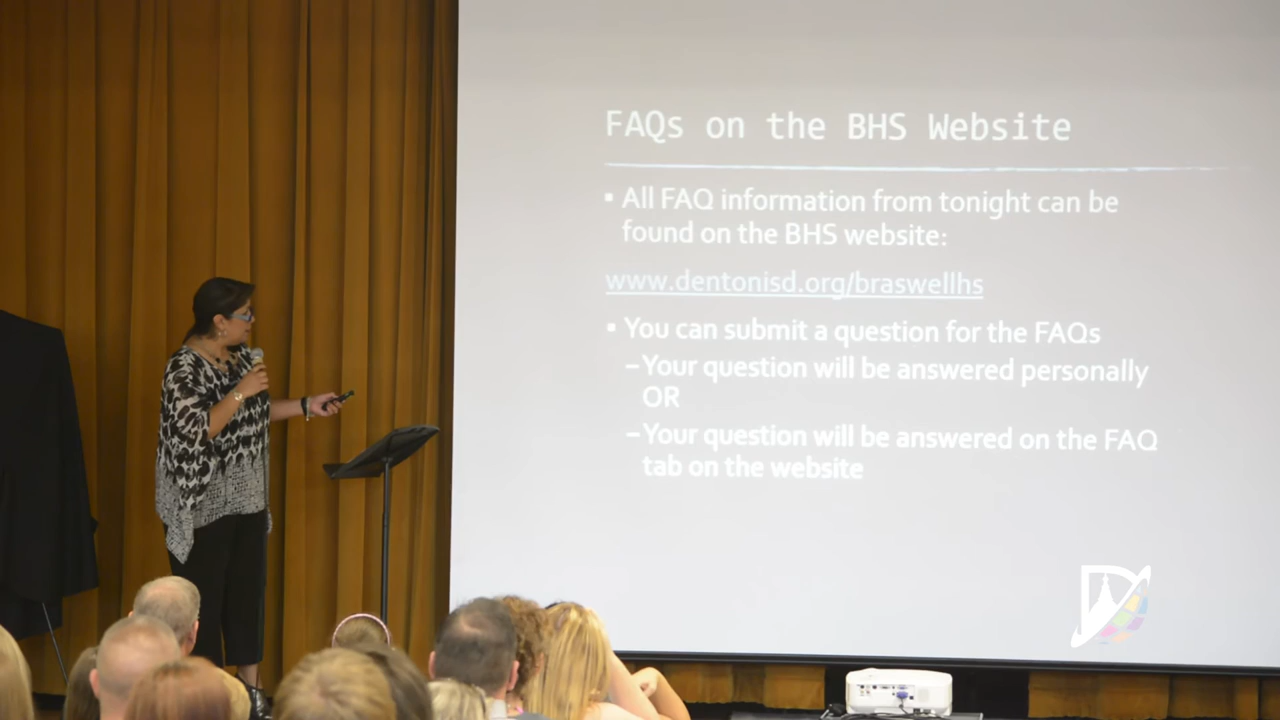 FAQs on the BHS Website
▪ All FAQ information from tonight can be
found on the BHS website:
www.dentonisd.org/braswellhs
▪ You can submit a question for the FAQs
–Your question will be answered personally
OR
–Your question will be answered on the FAQ
tab on the website